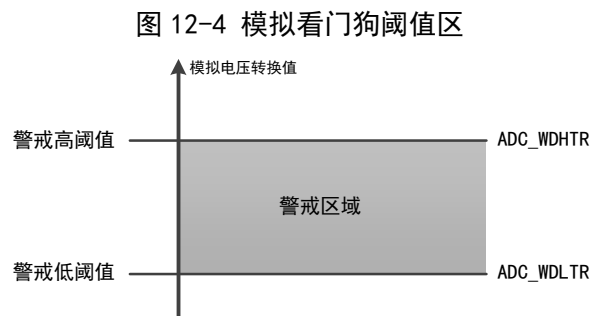 图 12-4 模拟看门狗阈值区
模拟电压转换值
警戒高阈值 ADC_WDHTR
警戒区域
警戒低阈值 ADC_WDLTR